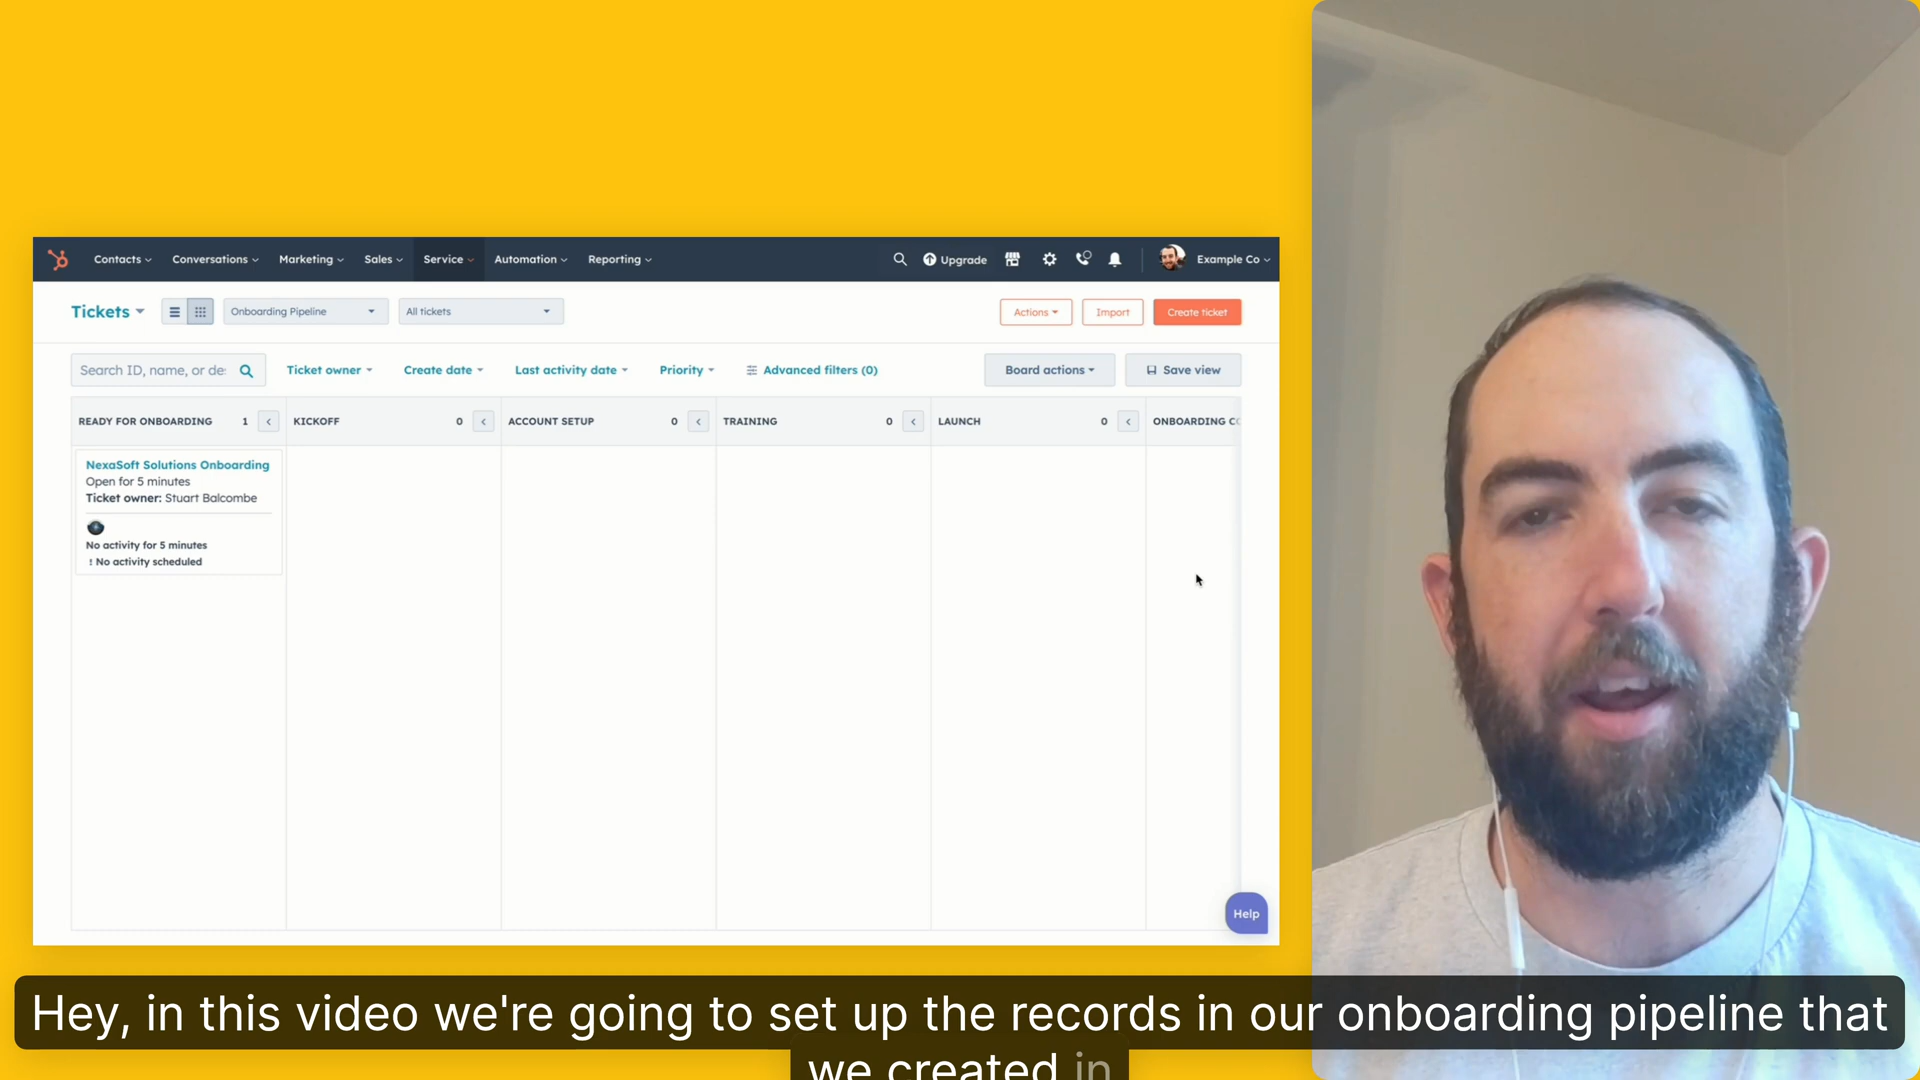 Contacts Conversations Marketing Sales Service Automation Reporting Upgrade Example Co
Tickets Onboarding Pipeline All tickets Actions Import Create ticket
Search ID, name, or de: Ticket owner Create date Last activity date Priority Advanced filters (0) Board actions Save view
READY FOR ONBOARDING 1 KICKOFF 0 ACCOUNT SETUP 0 TRAINING 0 LAUNCH 0 ONBOARDING CO
NexaSoft Solutions Onboarding
Open for 5 minutes
Ticket owner: Stuart Balcombe
No activity for 5 minutes
! No activity scheduled
Help
Hey, in this video we're going to set up the records in our onboarding pipeline that
we created in